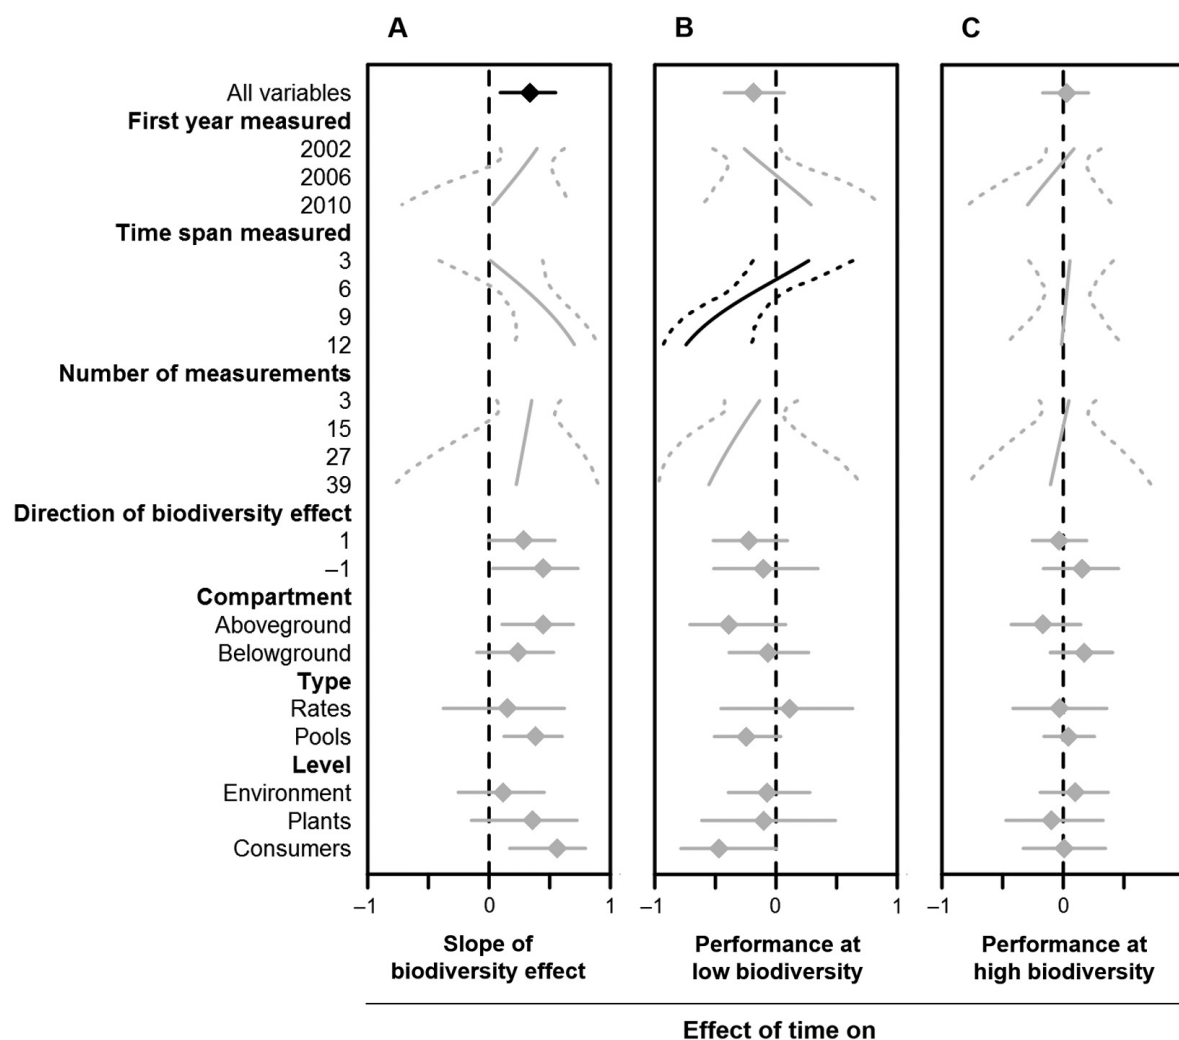 A B C
All variables
First year measured
2002
2006
2010
Time span measured
3
6
9
12
Number of measurements
3
15
27
39
Direction of biodiversity effect
1
–1
Compartment
Aboveground
Belowground
Type
Rates
Pools
Level
Environment
Plants
Consumers
–1 0 1 –1 0 1 –1 0
Slope of
biodiversity effect
Performance at
low biodiversity
Performance at
high biodiversity
Effect of time on